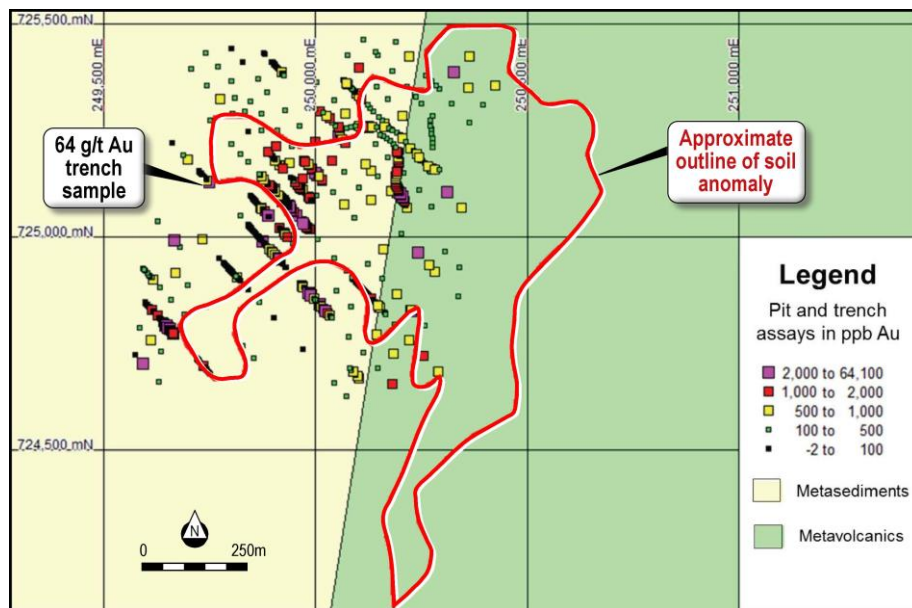 725,500 mN
249,500 mE
250,000 mE
250,500 mE
251,000 mE
64 g/t Au
trench
sample
Approximate
outline of soil
anomaly
725,000 mN
724,500 mN
N
0 250m
Legend
Pit and trench
assays in ppb Au
2,000 to 64,100
1,000 to 2,000
500 to 1,000
100 to 500
-2 to 100
Metasediments
Metavolcanics